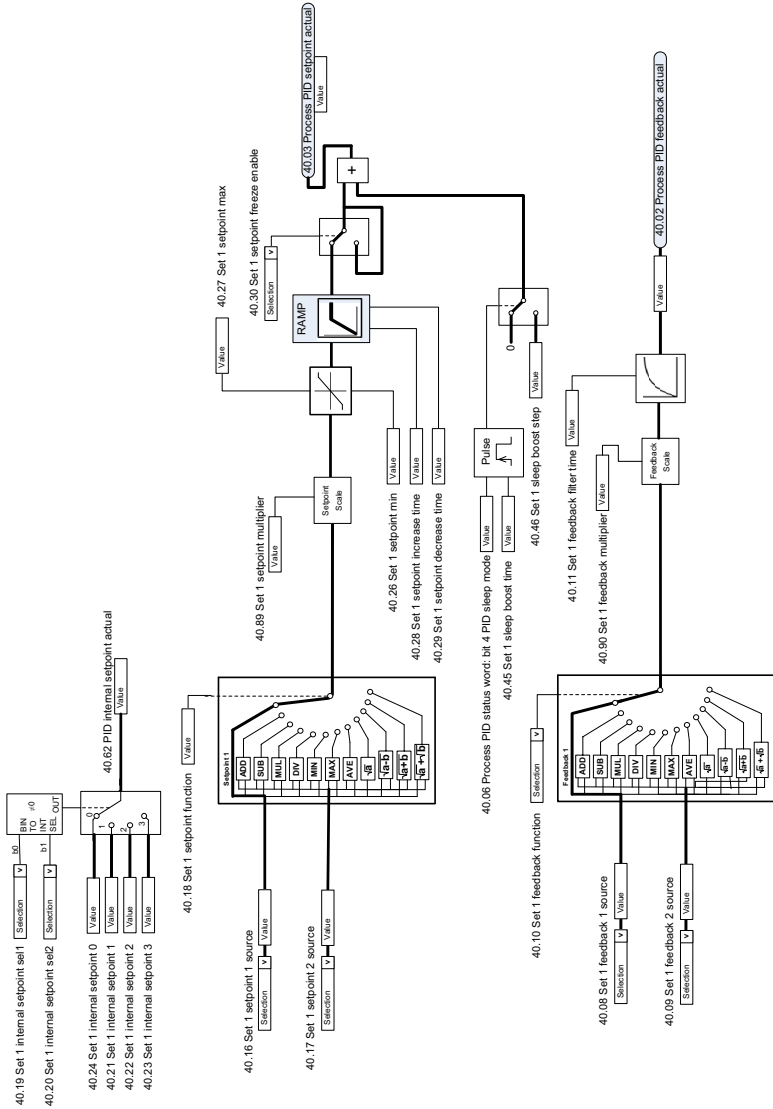 40.19 Set 1 internal setpoint sel1
Selection
v
b0
40.20 Set 1 internal setpoint sel2
Selection
v
b1
BIN
TO
INT
SEL
≠0
OUT
40.24 Set 1 internal setpoint 0
Value
0
40.21 Set 1 internal setpoint 1
Value
1
40.22 Set 1 internal setpoint 2
Value
2
40.23 Set 1 internal setpoint 3
Value
3
40.62 PID internal setpoint actual
Value
40.18 Set 1 setpoint function
Value
40.16 Set 1 setpoint 1 source
Selection
v
Value
40.17 Set 1 setpoint 2 source
Selection
v
Value
Setpoint 1
ADD
SUB
MUL
DIV
MIN
MAX
AVE
√a
√a-b
√a+b
√a+√b
40.89 Set 1 setpoint multiplier
Value
Setpoint
Scale
40.27 Set 1 setpoint max
Value
40.26 Set 1 setpoint min
Value
40.28 Set 1 setpoint increase time
Value
40.29 Set 1 setpoint decrease time
Value
RAMP
40.30 Set 1 setpoint freeze enable
Selection
v
+
40.03 Process PID setpoint actual
Value
40.06 Process PID status word: bit 4 PID sleep mode
Value
40.45 Set 1 sleep boost time
Value
Pulse
0
40.46 Set 1 sleep boost step
Value
40.10 Set 1 feedback function
Selection
v
40.08 Set 1 feedback 1 source
Selection
v
Value
40.09 Set 1 feedback 2 source
Selection
v
Value
Feedback 1
ADD
SUB
MUL
DIV
MIN
MAX
AVE
√a
√a-b
√a+b
√a+√b
40.90 Set 1 feedback multiplier
Value
Feedback
Scale
40.11 Set 1 feedback filter time
Value
Value
40.02 Process PID feedback actual